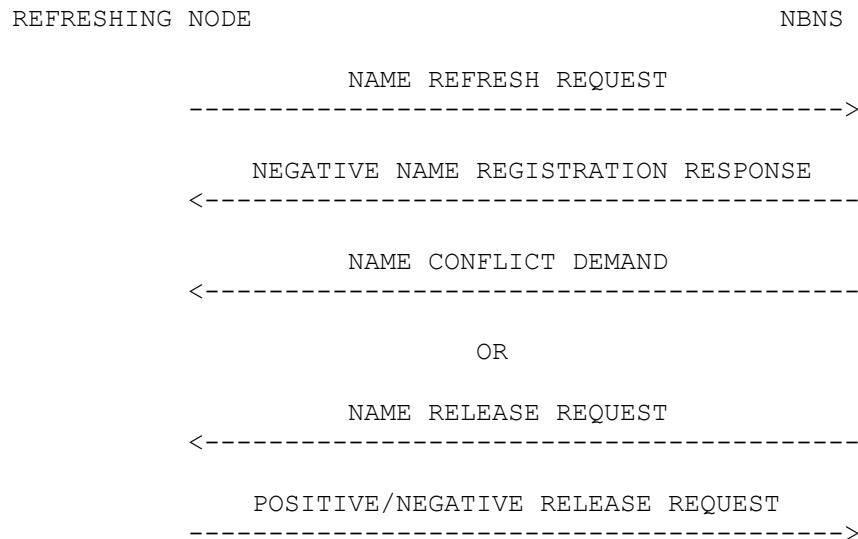 REFRESHING NODE                                 NBNS
NAME REFRESH REQUEST
----------------------------------------->
NEGATIVE NAME REGISTRATION RESPONSE
<-----------------------------------------
NAME CONFLICT DEMAND
<-----------------------------------------
OR
NAME RELEASE REQUEST
<-----------------------------------------
POSITIVE/NEGATIVE RELEASE REQUEST
----------------------------------------->